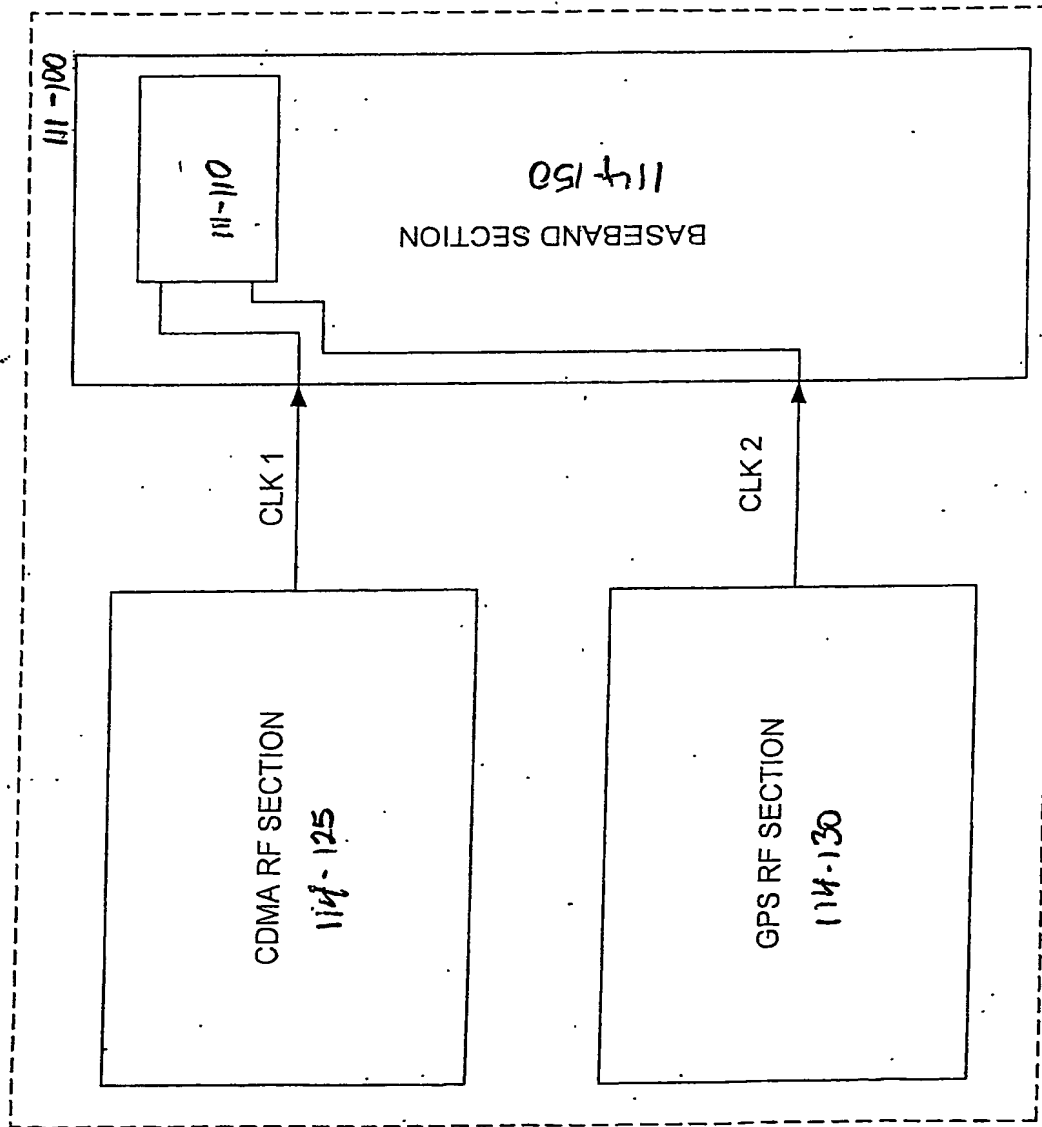 111-100
111-110
BASEBAND SECTION
114-150
CLK 1
CLK 2
CDMA RF SECTION
114-125
GPS RF SECTION
114-130